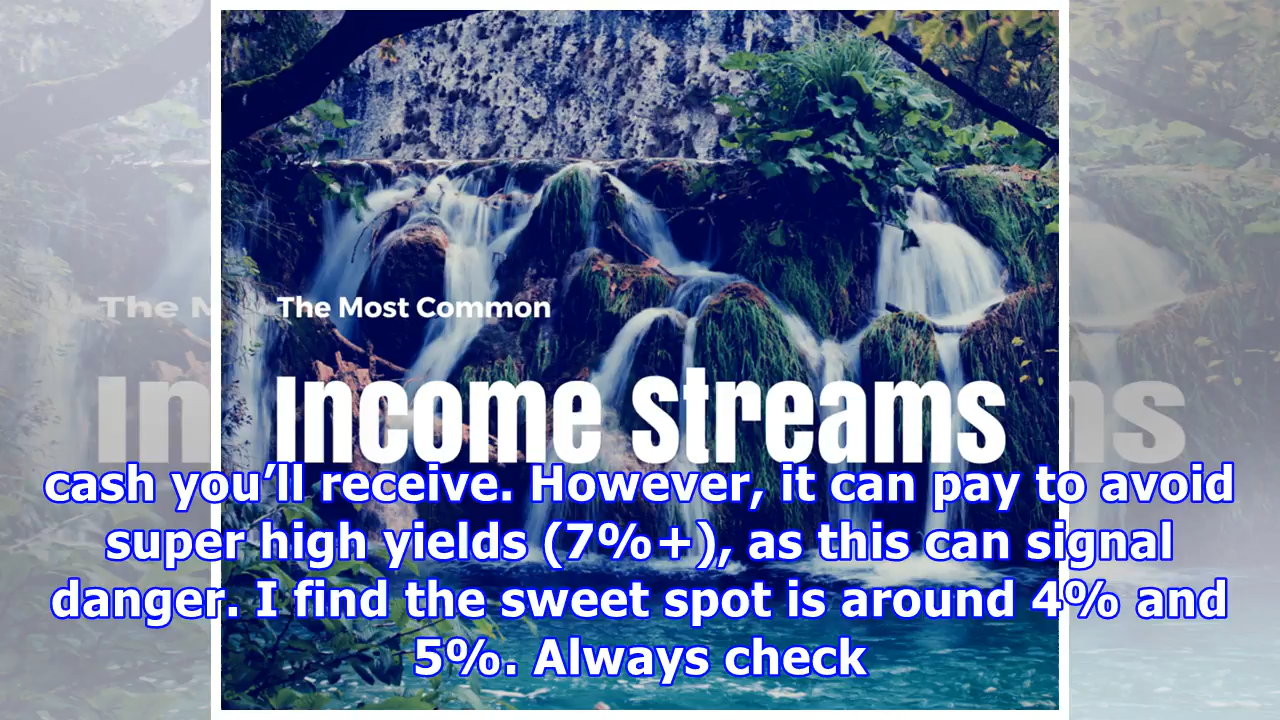 The Most Common
Income Streams
cash you’ll receive. However, it can pay to avoid
super high yields (7%+), as this can signal
danger. I find the sweet spot is around 4% and
5%. Always check